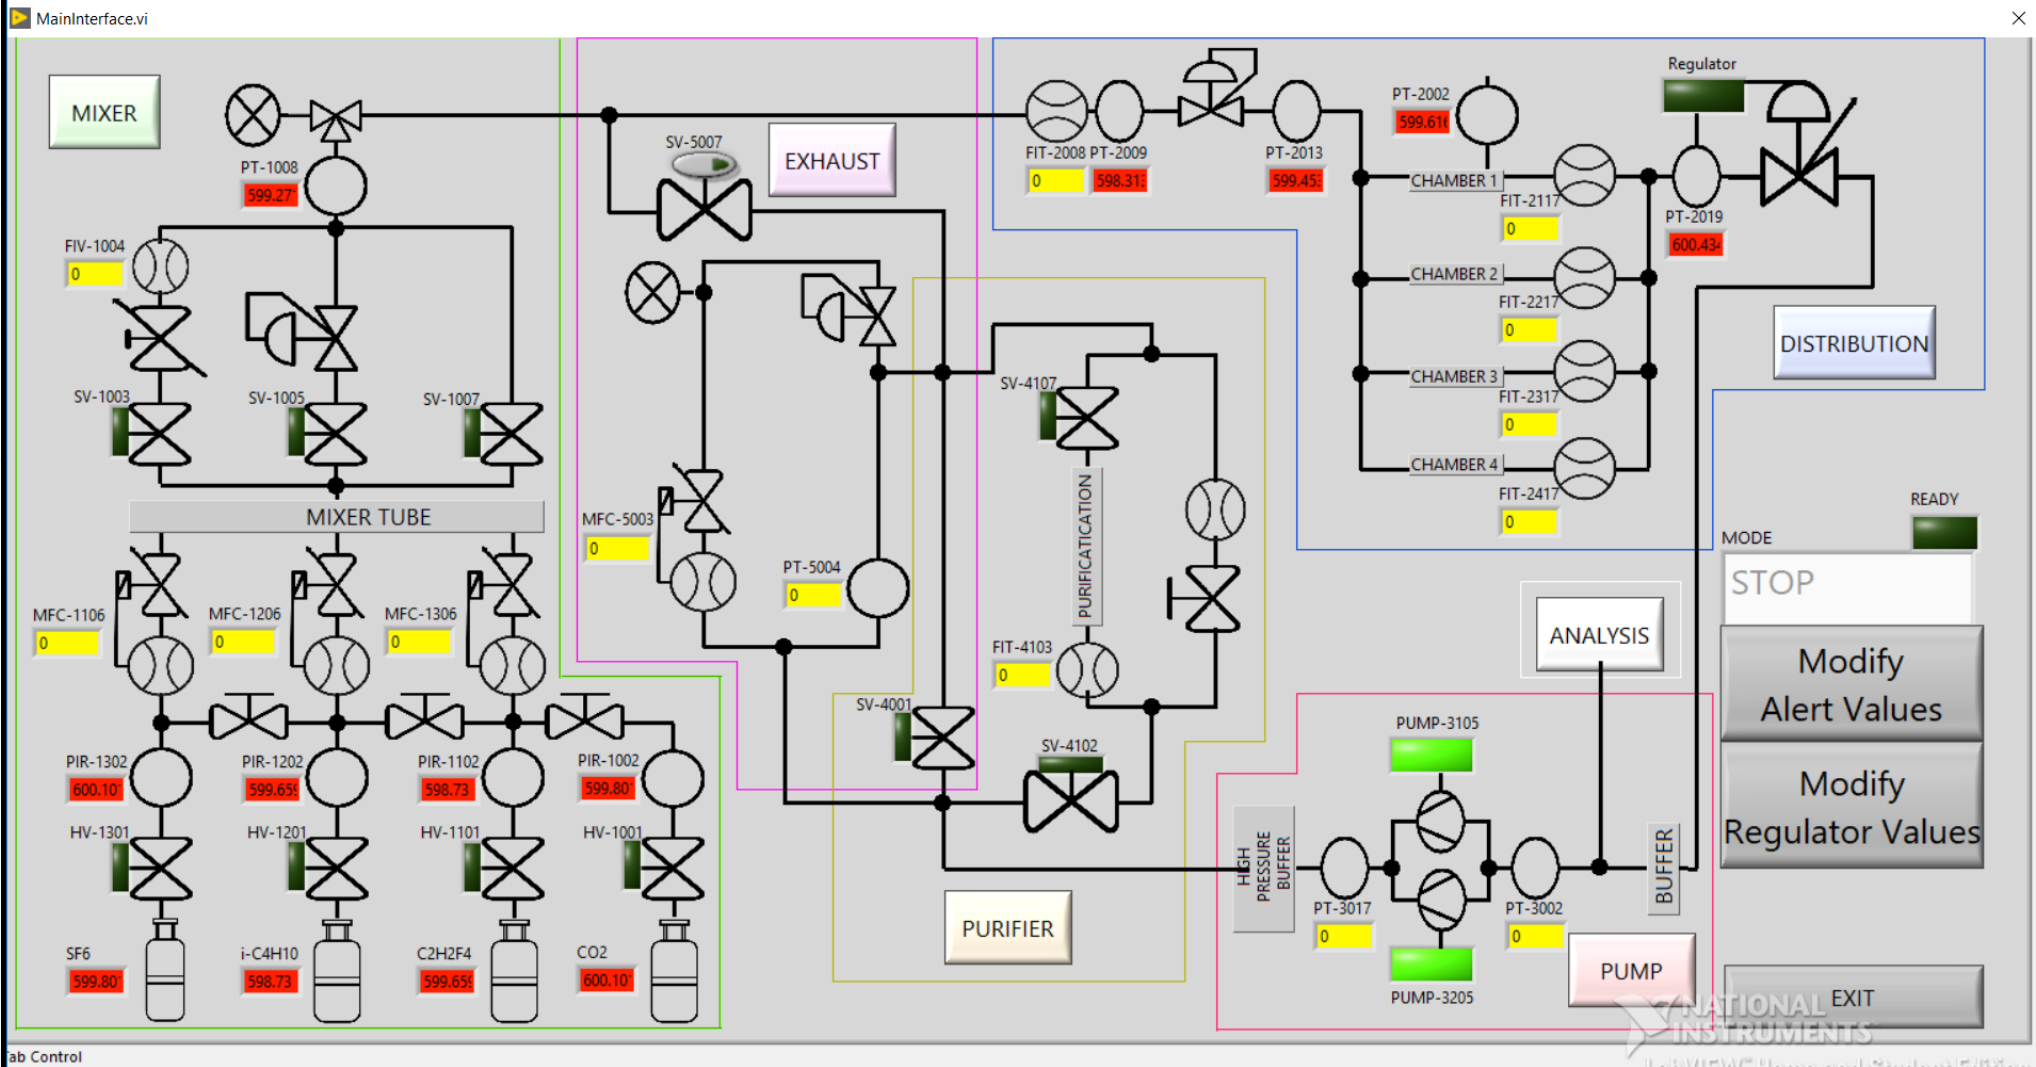 MainInterface.vi
MIXER
PT-1008
599.27
FIV-1004
0
SV-1003
SV-1005
SV-1007
MIXER TUBE
MFC-1106
0
MFC-1206
0
MFC-1306
0
PIR-1302
600.10
PIR-1202
599.65
PIR-1102
598.73
PIR-1002
599.80
HV-1301
HV-1201
HV-1101
HV-1001
SF6
599.80
i-C4H10
598.73
C2H2F4
599.65
CO2
600.10
SV-5007
EXHAUST
MFC-5003
0
PT-5004
0
SV-4107
PURIFICATICATION
FIT-4103
0
SV-4001
SV-4102
PURIFIER
FIT-2008
0
PT-2009
598.31
PT-2013
599.45
PT-2002
599.61
Regulator
CHAMBER 1
FIT-2117
0
PT-2019
600.43
CHAMBER 2
FIT-2217
0
CHAMBER 3
FIT-2317
0
CHAMBER 4
FIT-2417
0
DISTRIBUTION
READY
MODE
STOP
Modify
Alert Values
Modify
Regulator Values
ANALYSIS
PUMP-3105
HIGH
PRESSURE
BUFFER
PT-3017
0
PT-3002
0
BUFFER
PUMP-3205
PUMP
EXIT
NATIONAL
INSTRUMENTS
Tab Control